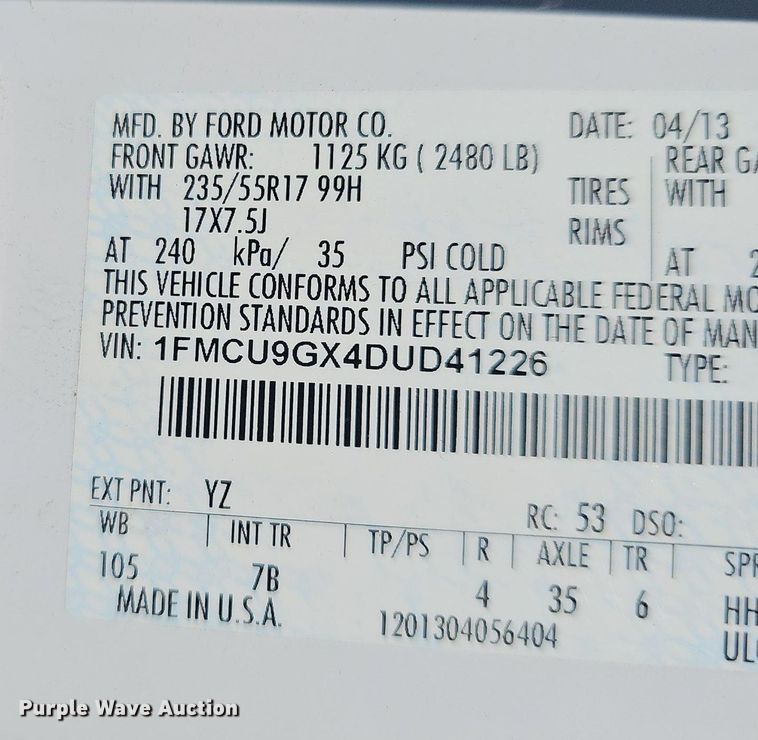 MFD. BY FORD MOTOR CO. DATE: 04/13
FRONT GAWR: 1125 KG ( 2480 LB) REAR
WITH 235/55R17 99H TIRES WITH
17X7.5J RIMS
AT 240 kPa/ 35 PSI COLD AT 2
THIS VEHICLE CONFORMS TO ALL APPLICABLE FEDERAL
PREVENTION STANDARDS IN EFFECT ON THE DATE OF
VIN: 1FMCU9GX4DUD41226 TYPE:
EXT PNT: YZ RC: 53 DSO:
WB INT TR TP/PS R AXLE TR
105 7B 4 35 6 HH
MADE IN U.S.A. 1201304056404
Purple Wave Auction